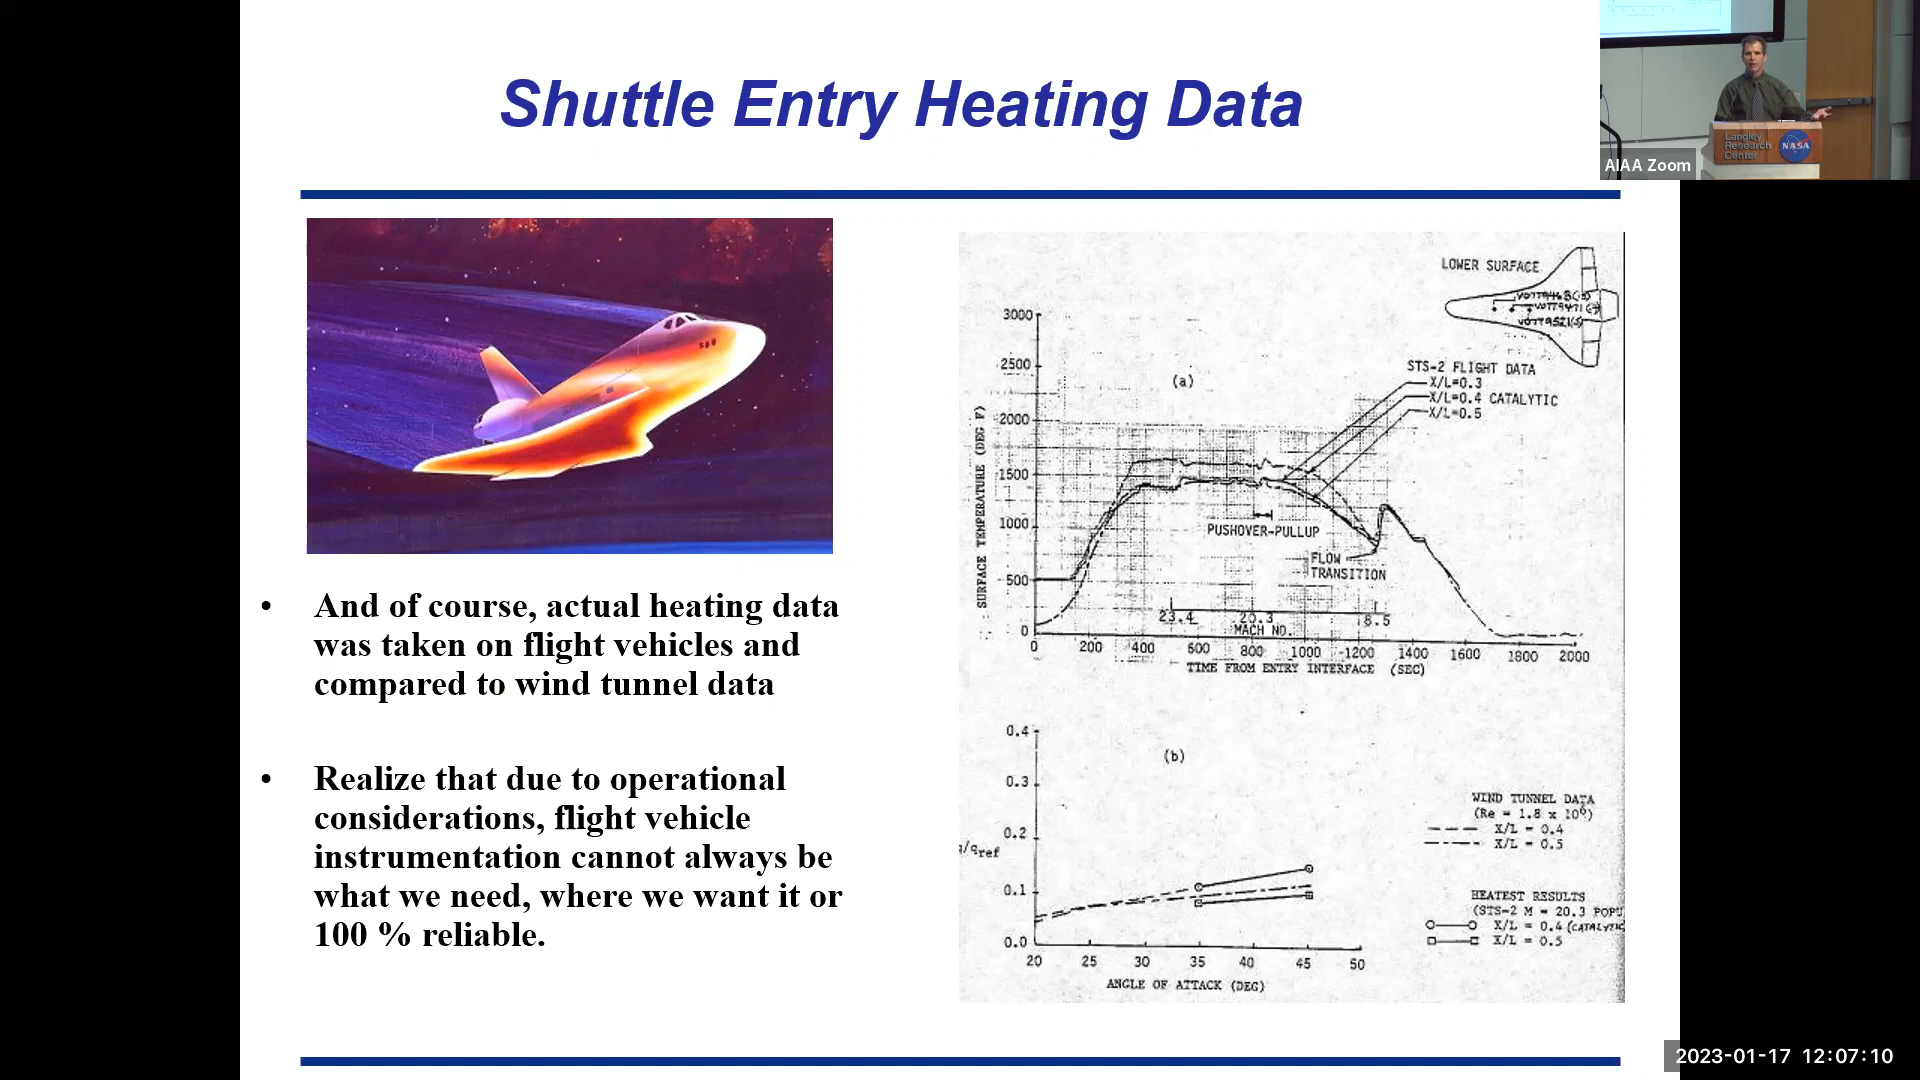 Shuttle Entry Heating Data
Langley
Research
Center
NASA
AIAA Zoom
And of course, actual heating data
was taken on flight vehicles and
compared to wind tunnel data
Realize that due to operational
considerations, flight vehicle
instrumentation cannot always be
what we need, where we want it or
100 % reliable.
LOWER SURFACE
STS-2 FLIGHT DATA
X/L=0.3
X/L=0.4 CATALYTIC
X/L=0.5
(a)
SURFACE TEMPERATURE (DEG F)
3000
2500
2000
1500
1000
500
0
PUSHOVER-PULLUP
FLOW
TRANSITION
23.4 20.3 8.5
MACH NO.
0 200 400 600 800 1000 1200 1400 1600 1800 2000
TIME FROM ENTRY INTERFACE (SEC)
(b)
0.4
0.3
0.2
0.1
0.0
q/qref
20 25 30 35 40 45 50
ANGLE OF ATTACK (DEG)
WIND TUNNEL DATA
(Re = 1.8 x 10⁶)
X/L = 0.4
X/L = 0.5
HEATEST RESULTS
(STS-2 M = 20.3 POPU
X/L = 0.4 (CATALYTIC
X/L = 0.5
2023-01-17 12:07:10